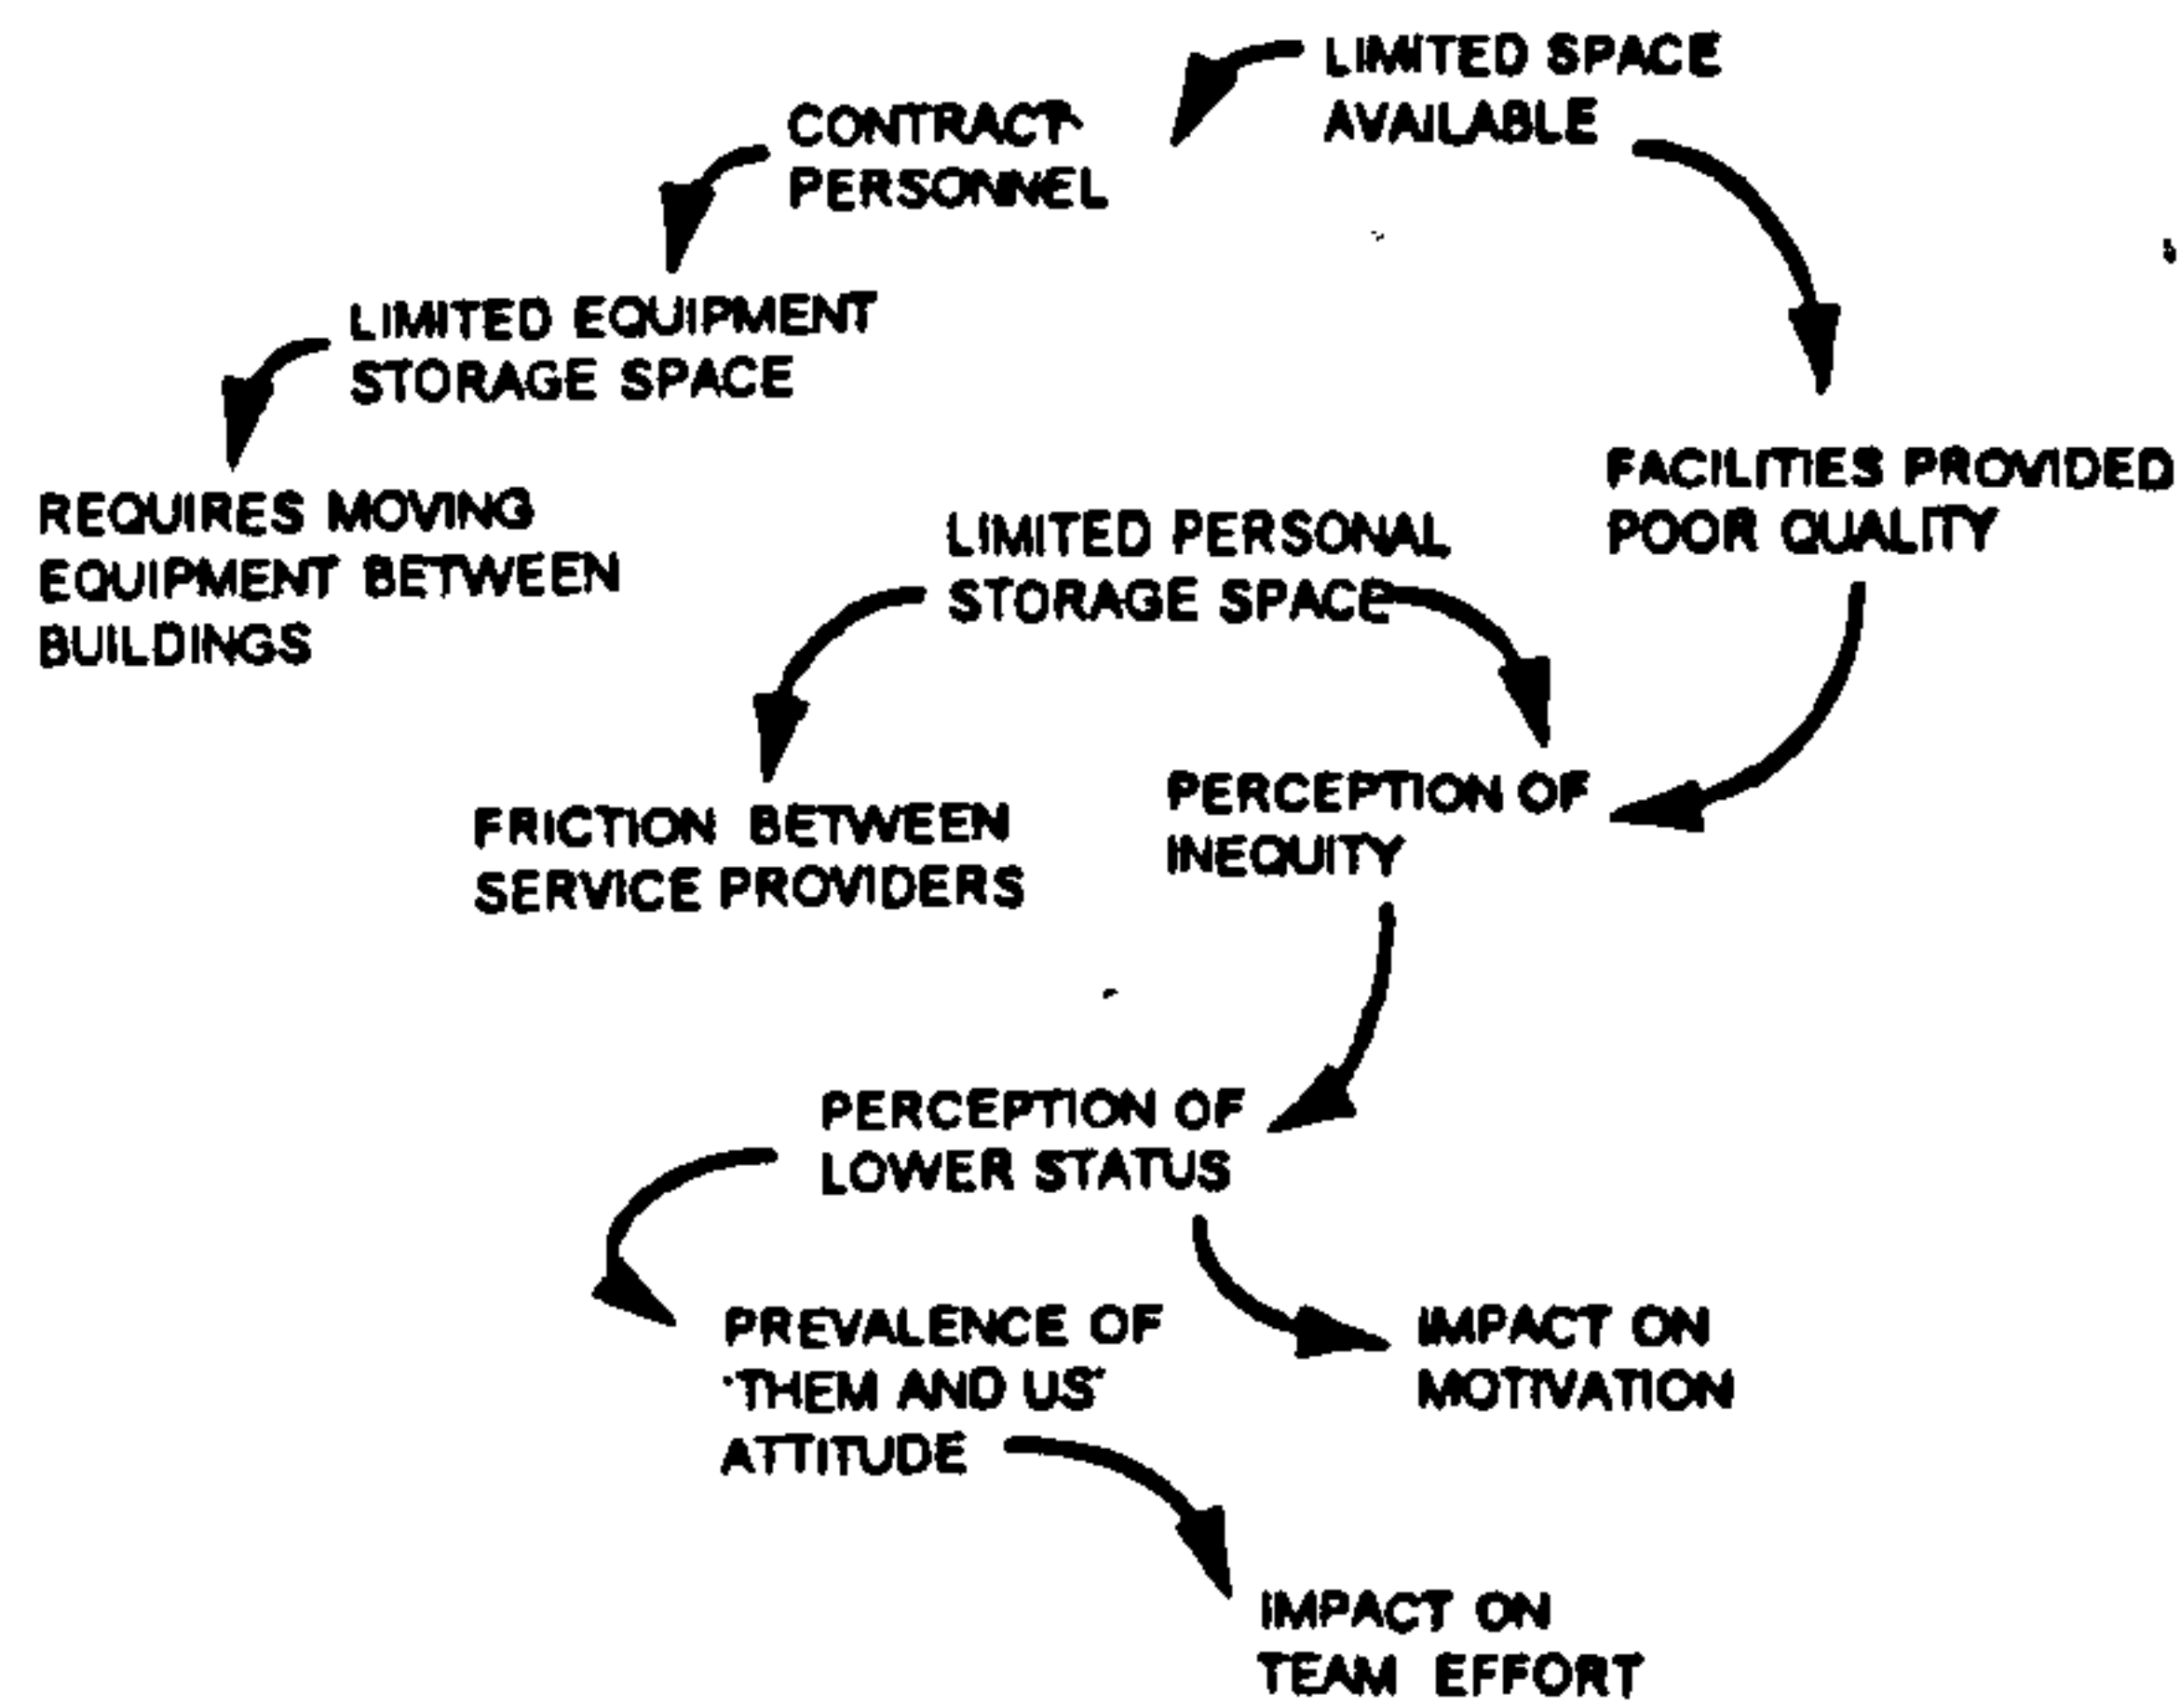 LIMITED SPACE
AVAILABLE
CONTRACT
PERSONNEL
LIMITED EQUIPMENT
STORAGE SPACE
REQUIRES MOVING
EQUIPMENT BETWEEN
BUILDINGS
FACILITIES PROVIDED
POOR QUALITY
LIMITED PERSONAL
STORAGE SPACE
FRICTION BETWEEN
SERVICE PROVIDERS
PERCEPTION OF
INEQUITY
PERCEPTION OF
LOWER STATUS
PREVALENCE OF
"THEM AND US"
ATTITUDE
IMPACT ON
MOTIVATION
IMPACT ON
TEAM EFFORT